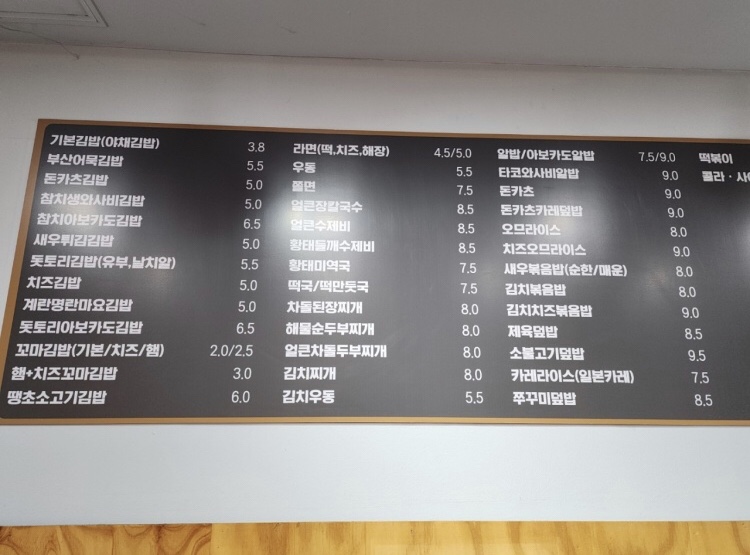 기본김밥(야채김밥) 3.8
부산어묵김밥 5.5
돈카츠김밥 5.0
참치생와사비김밥 5.0
참치아보카도김밥 6.5
새우튀김김밥 5.0
돗토리김밥(유부,날치알) 5.5
치즈김밥 5.0
계란명란마요김밥 5.0
돗토리아보카도김밥 6.5
꼬마김밥(기본/치즈/햄) 2.0/2.5
햄+치즈꼬마김밥 3.0
땡초소고기김밥 6.0
라면(떡,치즈,해장) 4.5/5.0
우동 5.5
쫄면 7.5
얼큰장칼국수 8.5
얼큰수제비 8.5
황태들깨수제비 8.5
황태미역국 7.5
떡국/떡만둣국 7.5
차돌된장찌개 8.0
해물순두부찌개 8.0
얼큰차돌두부찌개 8.0
김치찌개 8.0
김치우동 5.5
알밥/아보카도알밥 7.5/9.0
타코와사비알밥 9.0
돈카츠 9.0
돈카츠카레덮밥 9.0
오므라이스 8.0
치즈오므라이스 9.0
새우볶음밥(순한/매운) 8.0
김치볶음밥 8.0
김치치즈볶음밥 9.0
제육덮밥 8.5
소불고기덮밥 9.5
카레라이스(일본카레) 7.5
쭈꾸미덮밥 8.5
떡볶이
콜라 · 사